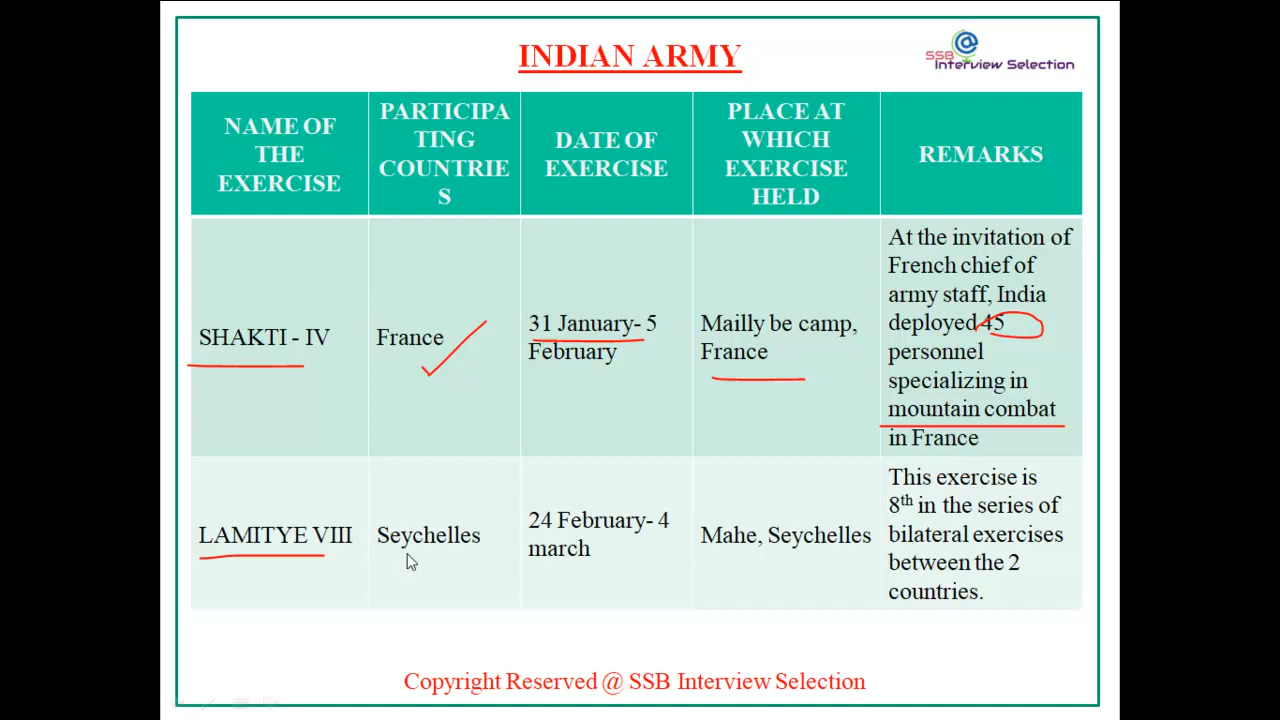 INDIAN ARMY
@
SSB
Interview Selection
NAME OF
THE
EXERCISE
PARTICIPA
TING
COUNTRIE
S
DATE OF
EXERCISE
PLACE AT
WHICH
EXERCISE
HELD
REMARKS
SHAKTI - IV
France
31 January- 5
February
Mailly be camp,
France
At the invitation of
French chief of
army staff, India
deployed 45
personnel
specializing in
mountain combat
in France
LAMITYE VIII
Seychelles
24 February- 4
march
Mahe, Seychelles
This exercise is
8th in the series of
bilateral exercises
between the 2
countries.
Copyright Reserved @ SSB Interview Selection